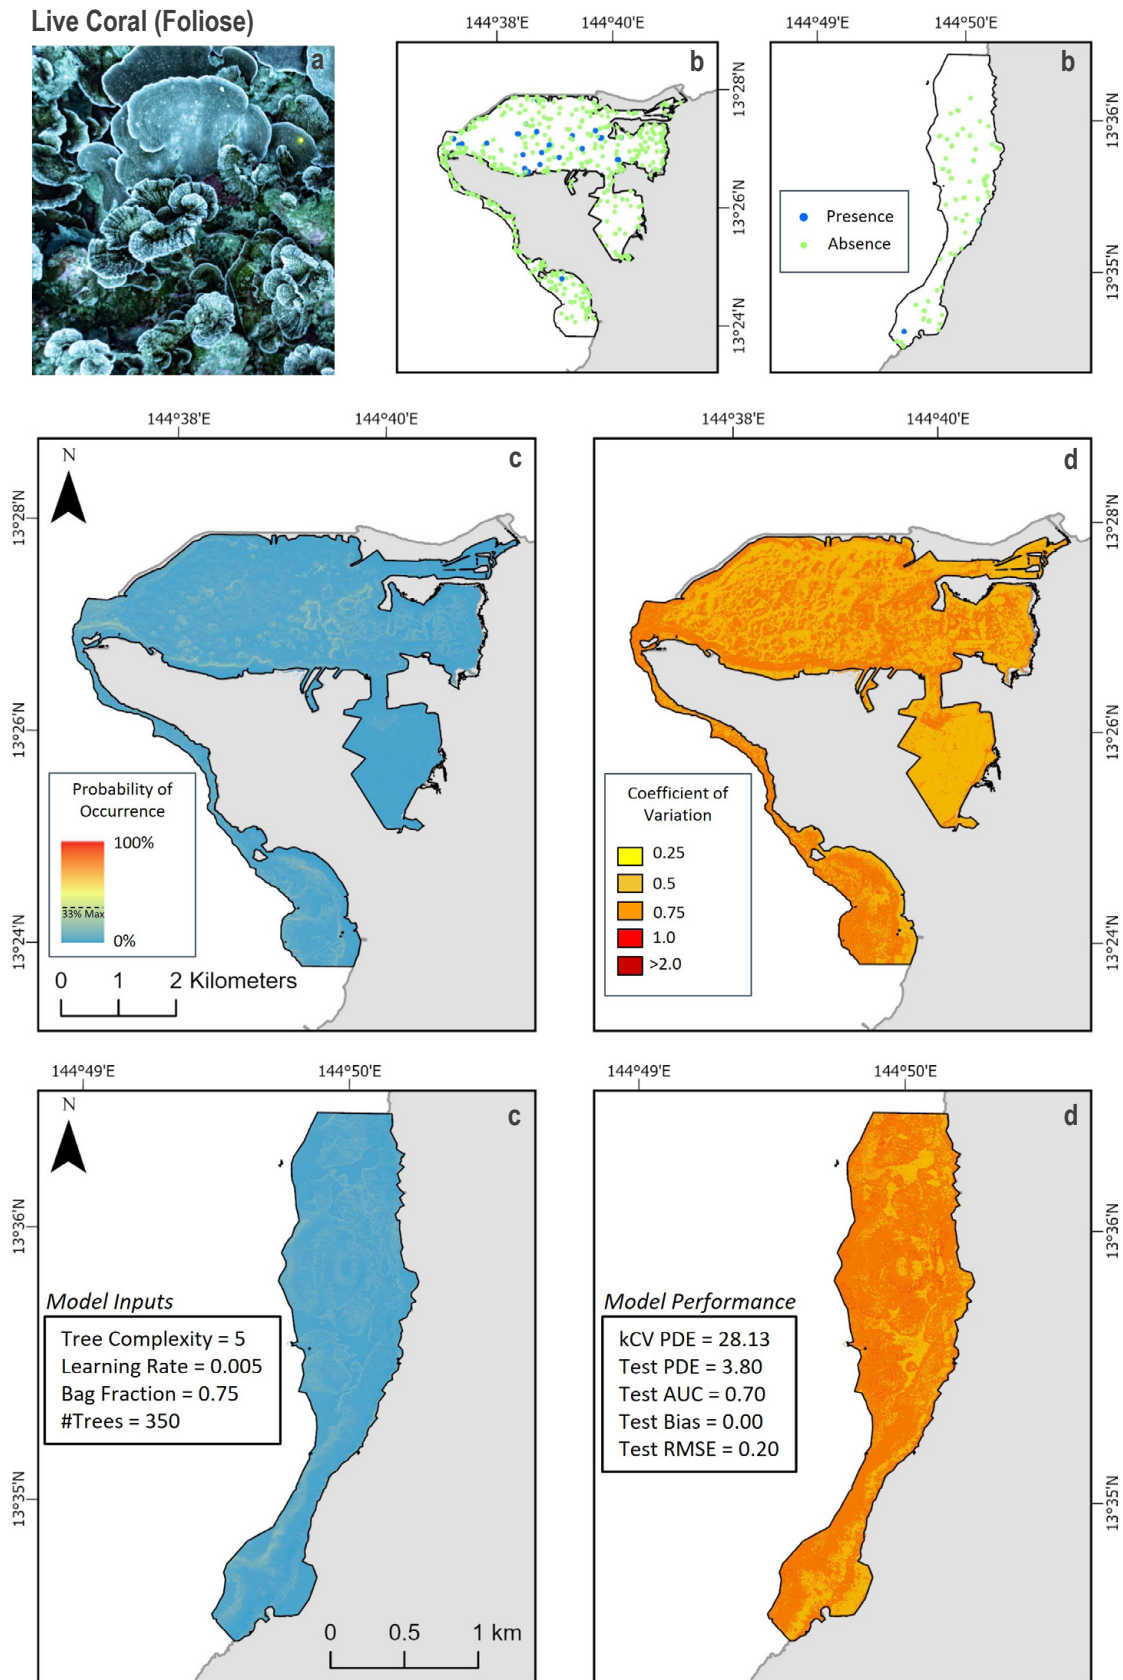 Live Coral (Foliose)
a
144°38'E 144°40'E
b
13°28'N
13°26'N
13°24'N
144°49'E 144°50'E
b
13°36'N
13°35'N
Presence
Absence
144°38'E 144°40'E
c
N
13°28'N
13°26'N
13°24'N
Probability of
Occurrence
100%
33% Max
0%
0 1 2 Kilometers
144°38'E 144°40'E
d
13°28'N
13°26'N
13°24'N
Coefficient of
Variation
0.25
0.5
0.75
1.0
>2.0
144°49'E 144°50'E
c
N
13°36'N
13°35'N
Model Inputs
Tree Complexity = 5
Learning Rate = 0.005
Bag Fraction = 0.75
#Trees = 350
0 0.5 1 km
144°49'E 144°50'E
d
13°36'N
13°35'N
Model Performance
kCV PDE = 28.13
Test PDE = 3.80
Test AUC = 0.70
Test Bias = 0.00
Test RMSE = 0.20